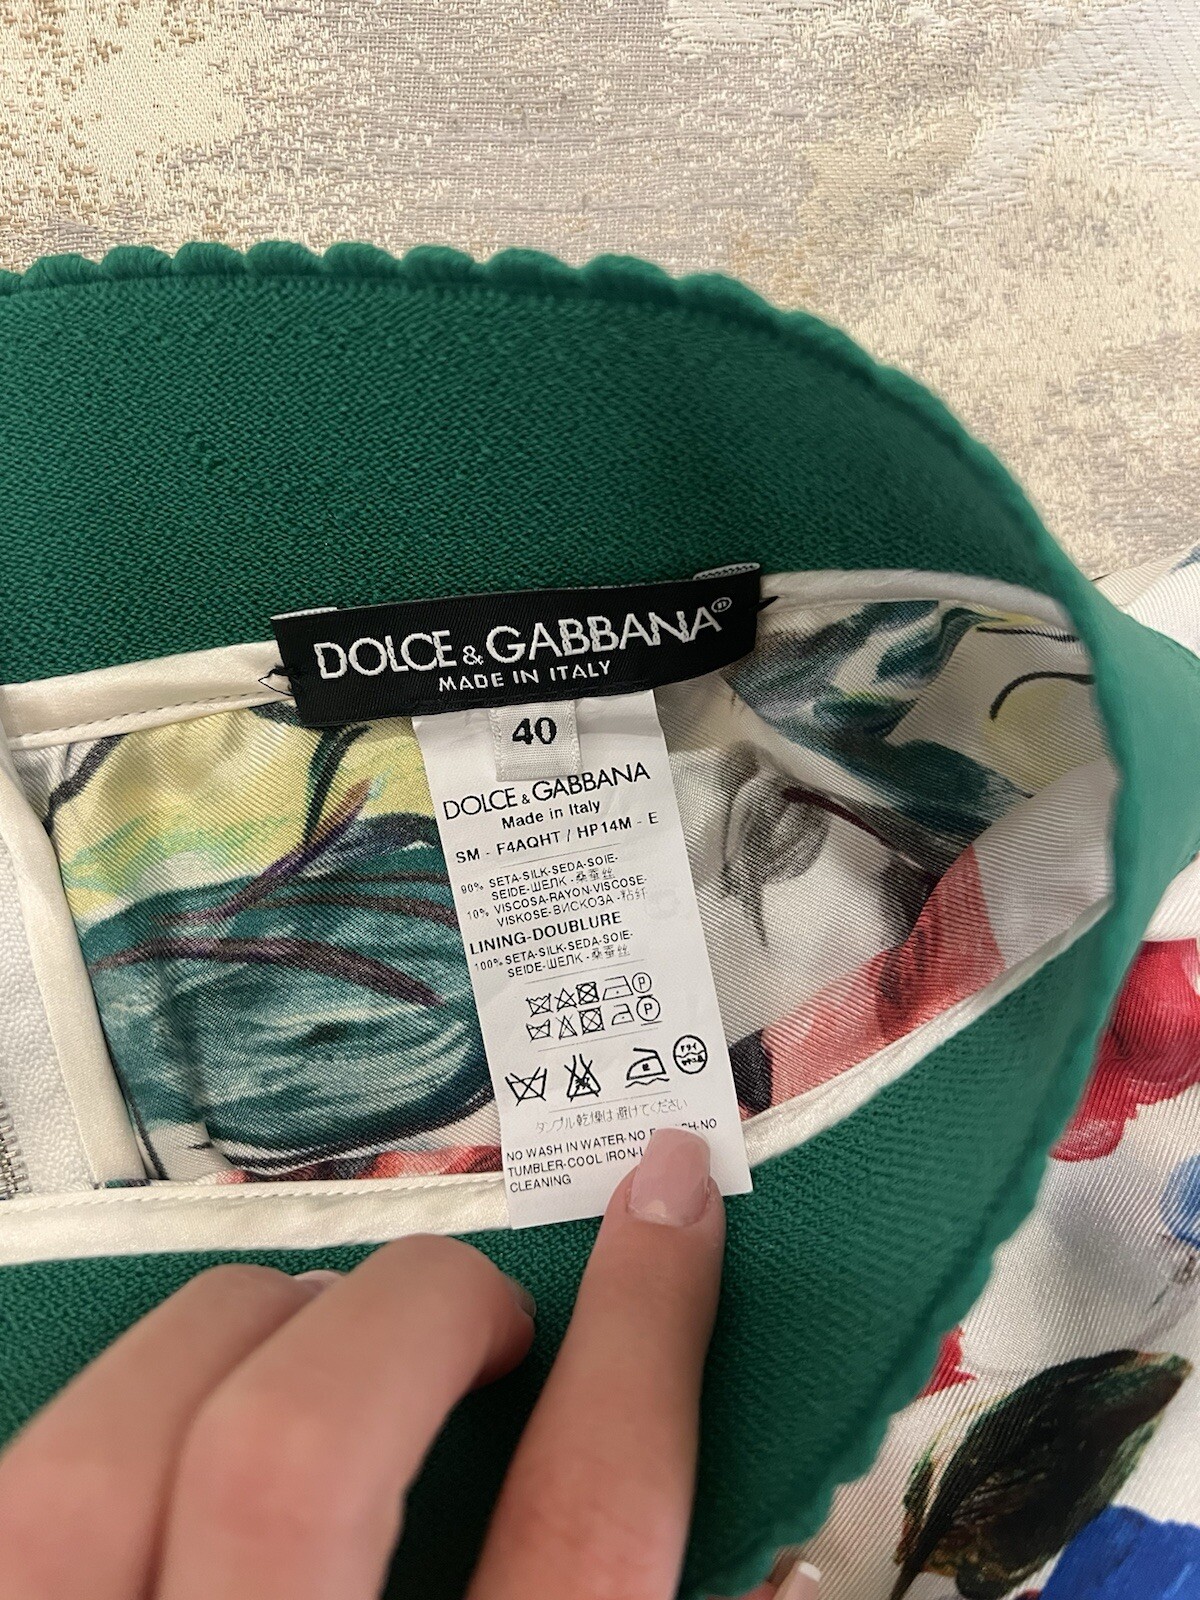 DOLCE & GABBANA
MADE IN ITALY
40
DOLCE & GABBANA
Made in Italy
SM - F4AQHT / HP14M - E
90% SETA-SILK-SEDA-SOIE-
SEIDE-ШЕЛК - 桑蚕丝
10% VISCOSA-RAYON-VISCOSE-
VISKOSE-ВИСКОЗА -粘纤
LINING-DOUBLURE
100% SETA-SILK-SEDA-SOIE-
SEIDE-ШЕЛК - 桑蚕丝
P
P
ドライ
タンブル乾燥は避けてください
NO WASH IN WATER-NO
TUMBLER-COOL IRON-
CLEANING